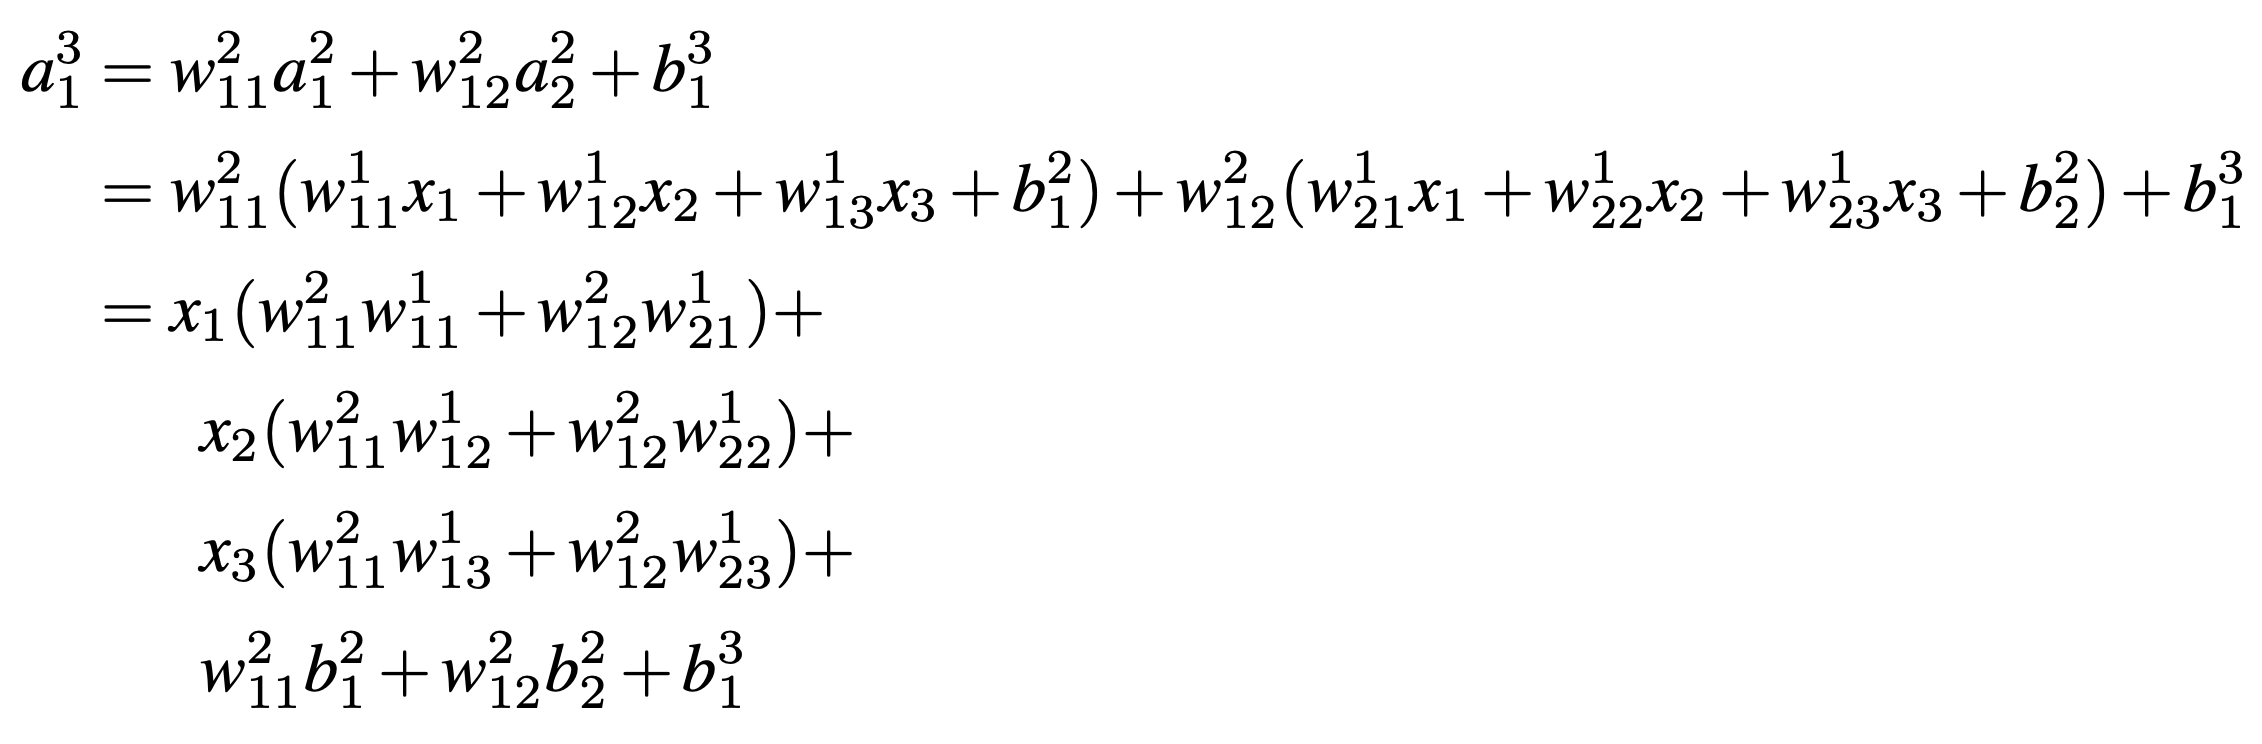 a_1^3 = w_{11}^2 a_1^2 + w_{12}^2 a_2^2 + b_1^3
= w_{11}^2 (w_{11}^1 x_1 + w_{12}^1 x_2 + w_{13}^1 x_3 + b_1^2) + w_{12}^2 (w_{21}^1 x_1 + w_{22}^1 x_2 + w_{23}^1 x_3 + b_2^2) + b_1^3
= x_1 (w_{11}^2 w_{11}^1 + w_{12}^2 w_{21}^1) +
x_2 (w_{11}^2 w_{12}^1 + w_{12}^2 w_{22}^1) +
x_3 (w_{11}^2 w_{13}^1 + w_{12}^2 w_{23}^1) +
w_{11}^2 b_1^2 + w_{12}^2 b_2^2 + b_1^3